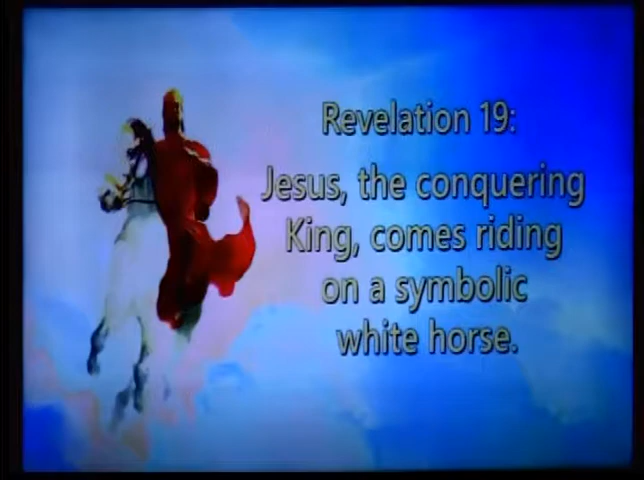 Revelation 19:
Jesus, the conquering
King, comes riding
on a symbolic
white horse.